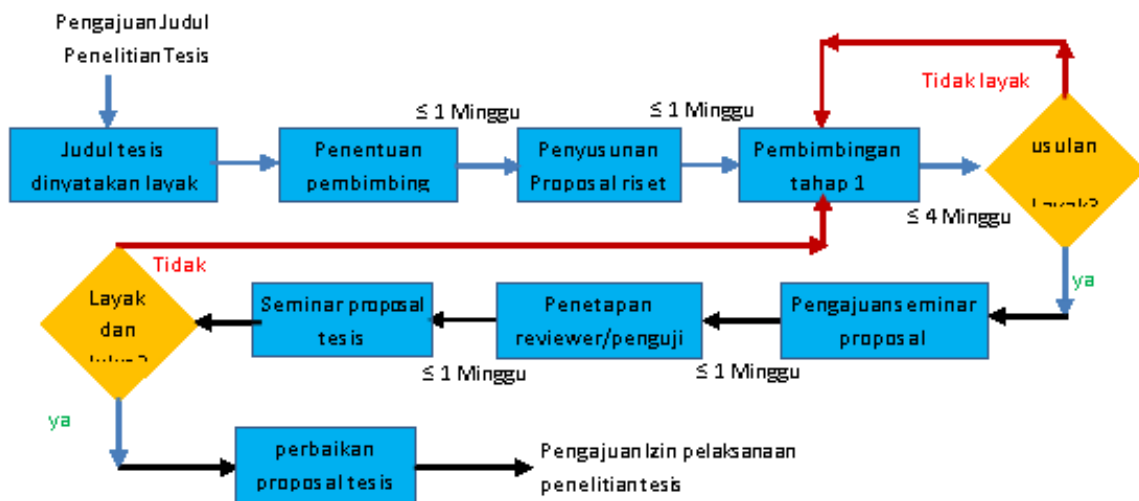 Pengajuan Judul
Penelitian Tesis
Judul tesis
dinyatakan layak
Penentuan
pembimbing
≤ 1 Minggu
Penyusunan
Proposal riset
≤ 1 Minggu
Pembimbingan
tahap 1
≤ 4 Minggu
Tidak layak
usulan
ya
Pengajuan seminar
proposal
≤ 1 Minggu
Penetapan
reviewer/penguji
≤ 1 Minggu
Seminar proposal
tesis
Tidak
Layak
dan
ya
perbaikan
proposal tesis
Pengajuan Izin pelaksanaan
penelitian tesis